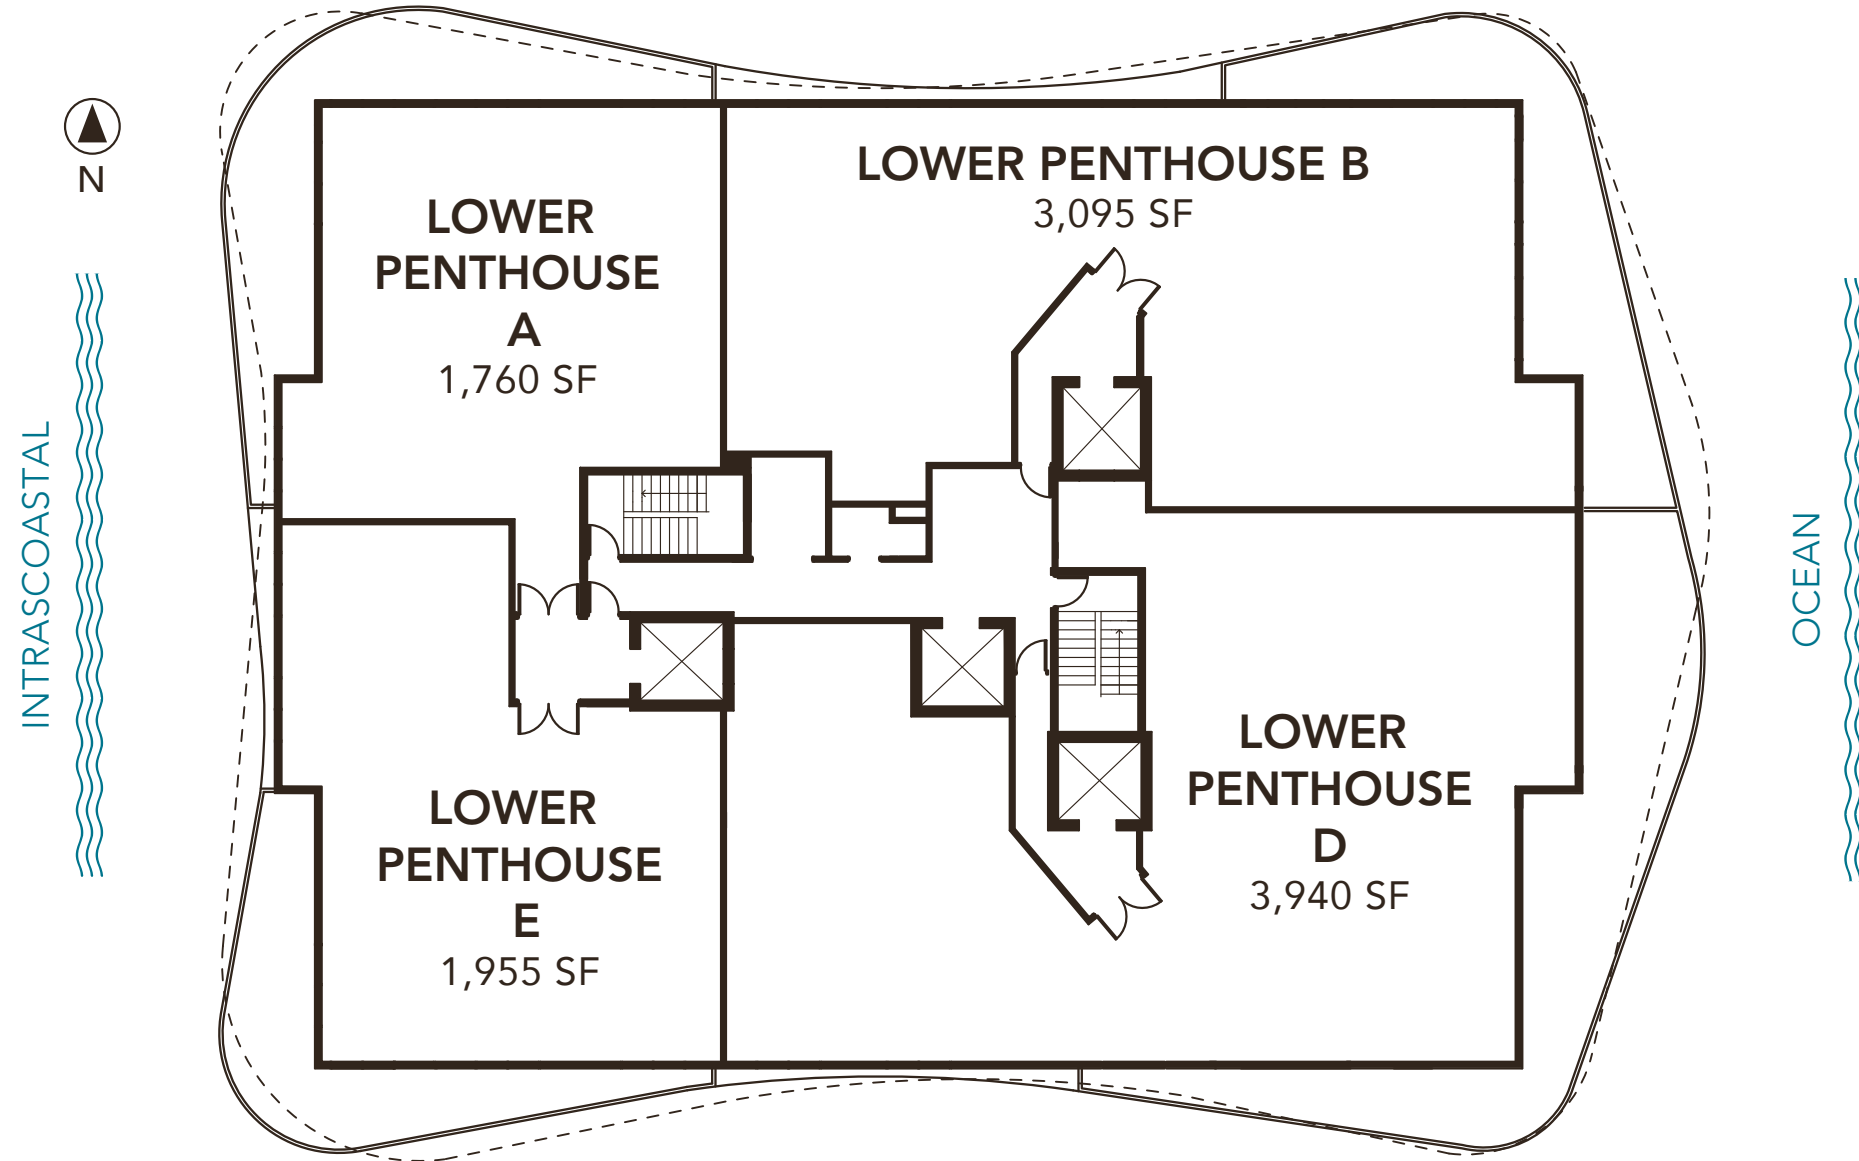 N
INTRASCOASTAL
LOWER
PENTHOUSE
A
1,760 SF
LOWER PENTHOUSE B
3,095 SF
OCEAN
LOWER
PENTHOUSE
E
1,955 SF
LOWER
PENTHOUSE
D
3,940 SF